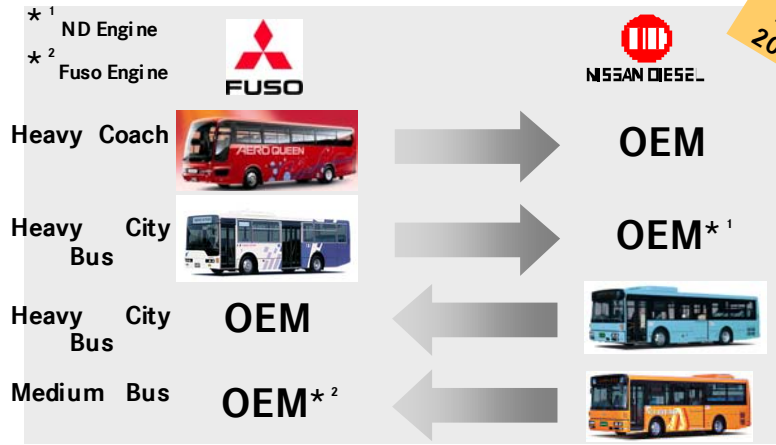 *1 ND Engine
*2 Fuso Engine
FUSO
NISSAN DIESEL
Heavy Coach
AERO QUEEN
OEM
Heavy City
Bus
OEM*1
Heavy City
Bus
OEM
Medium Bus
OEM*2